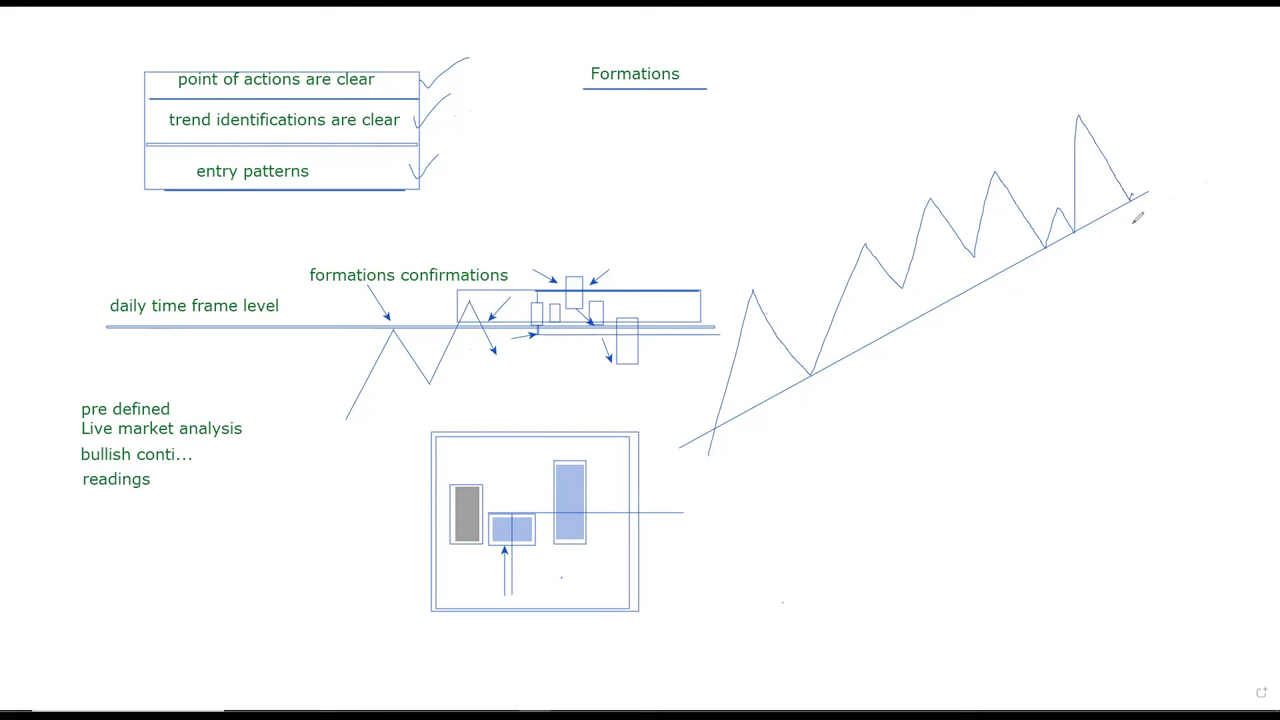 point of actions are clear
Formations
trend identifications are clear
entry patterns
formations confirmations
daily time frame level
pre defined
Live market analysis
bullish conti...
readings